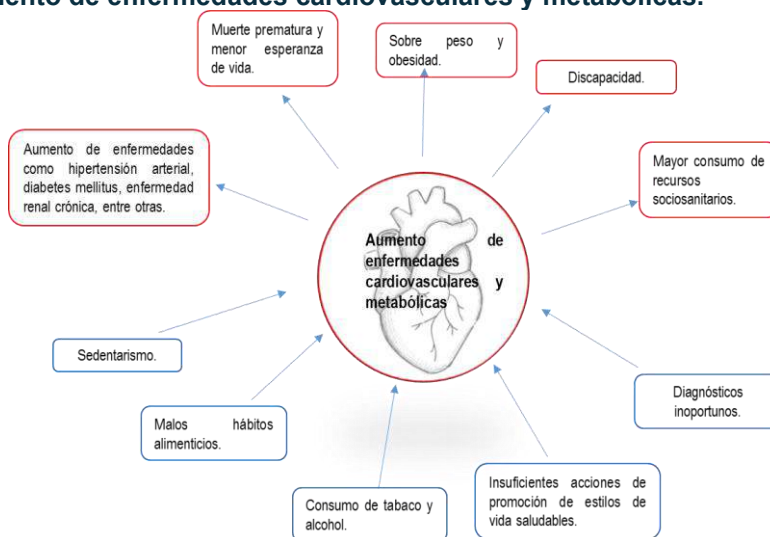 ento de enfermedades cardiovasculares y metabólicas.
Muerte prematura y
menor esperanza
de vida.
Sobre peso y
obesidad.
Discapacidad.
Aumento de enfermedades
como hipertensión arterial,
diabetes mellitus, enfermedad
renal crónica, entre otras.
Mayor consumo de
recursos
sociosanitarios.
Aumento de
enfermedades
cardiovasculares y
metabólicas
Sedentarismo.
Malos hábitos
alimenticios.
Consumo de tabaco y
alcohol.
Insuficientes acciones de
promoción de estilos de
vida saludables.
Diagnósticos
inoportunos.